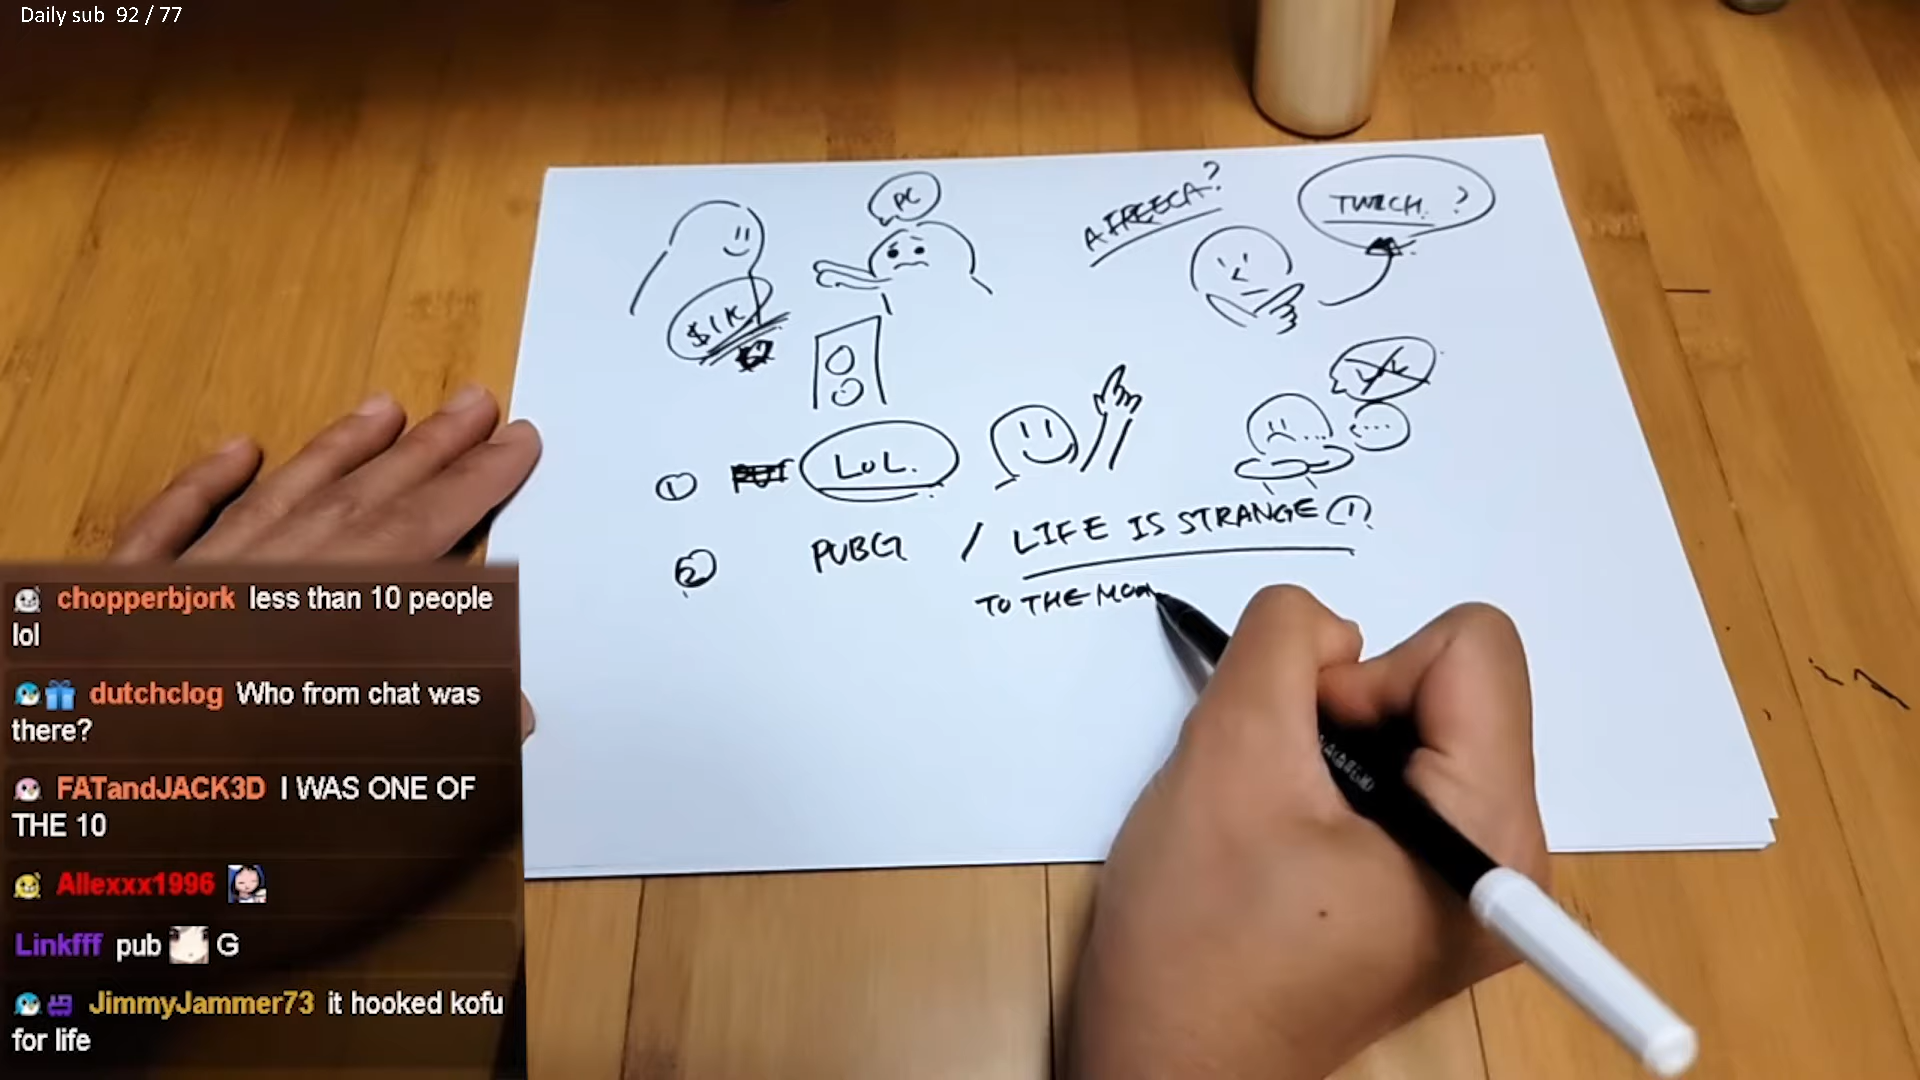 Daily sub 92 / 77
PC
AFREECA?
TWITCH. ?
$1K
① LOL.
② PUBG / LIFE IS STRANGE ①
TO THE MOO
chopperbjork less than 10 people
lol
dutchclog Who from chat was
there?
FATandJACK3D I WAS ONE OF
THE 10
Allexxx1996
Linkfff pub G
JimmyJammer73 it hooked kofu
for life